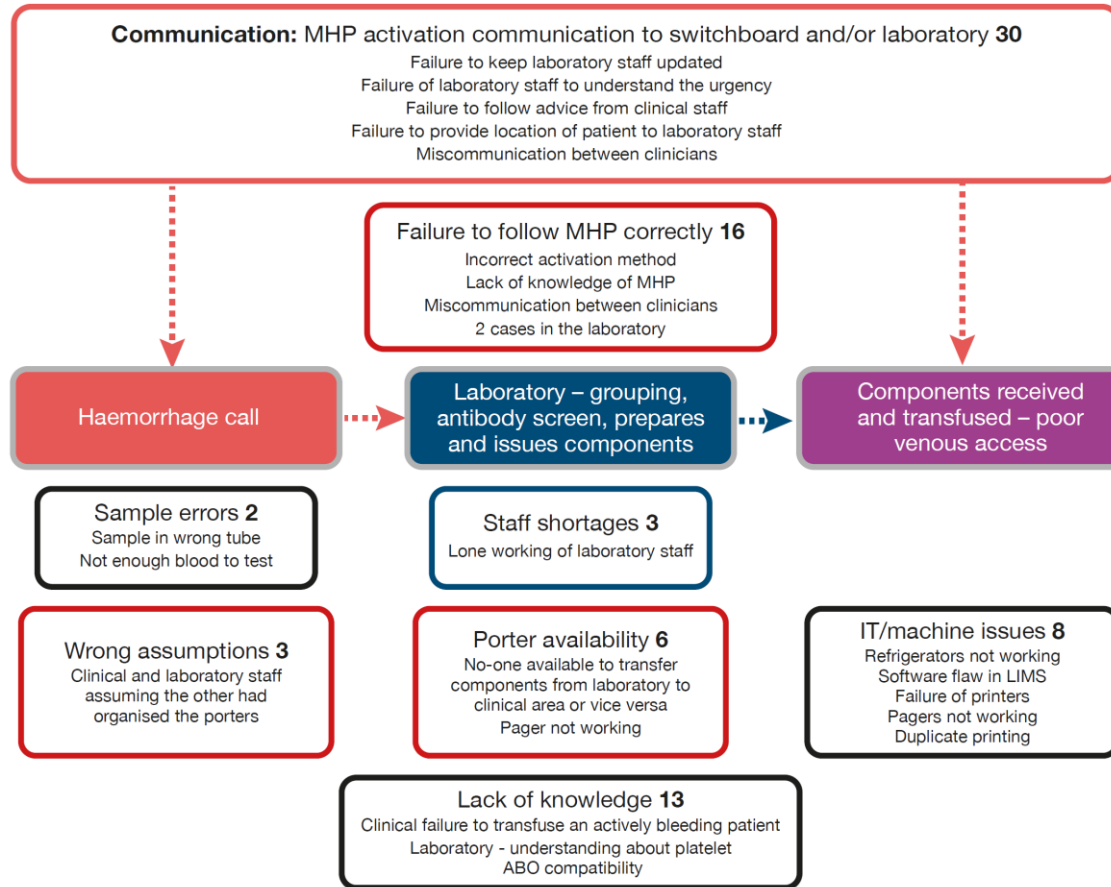 Communication: MHP activation communication to switchboard and/or laboratory 30
Failure to keep laboratory staff updated
Failure of laboratory staff to understand the urgency
Failure to follow advice from clinical staff
Failure to provide location of patient to laboratory staff
Miscommunication between clinicians
Failure to follow MHP correctly 16
Incorrect activation method
Lack of knowledge of MHP
Miscommunication between clinicians
2 cases in the laboratory
Haemorrhage call
Laboratory – grouping,
antibody screen, prepares
and issues components
Components received
and transfused – poor
venous access
Sample errors 2
Sample in wrong tube
Not enough blood to test
Staff shortages 3
Lone working of laboratory staff
Wrong assumptions 3
Clinical and laboratory staff
assuming the other had
organised the porters
Porter availability 6
No-one available to transfer
components from laboratory to
clinical area or vice versa
Pager not working
IT/machine issues 8
Refrigerators not working
Software flaw in LIMS
Failure of printers
Pagers not working
Duplicate printing
Lack of knowledge 13
Clinical failure to transfuse an actively bleeding patient
Laboratory - understanding about platelet
ABO compatibility